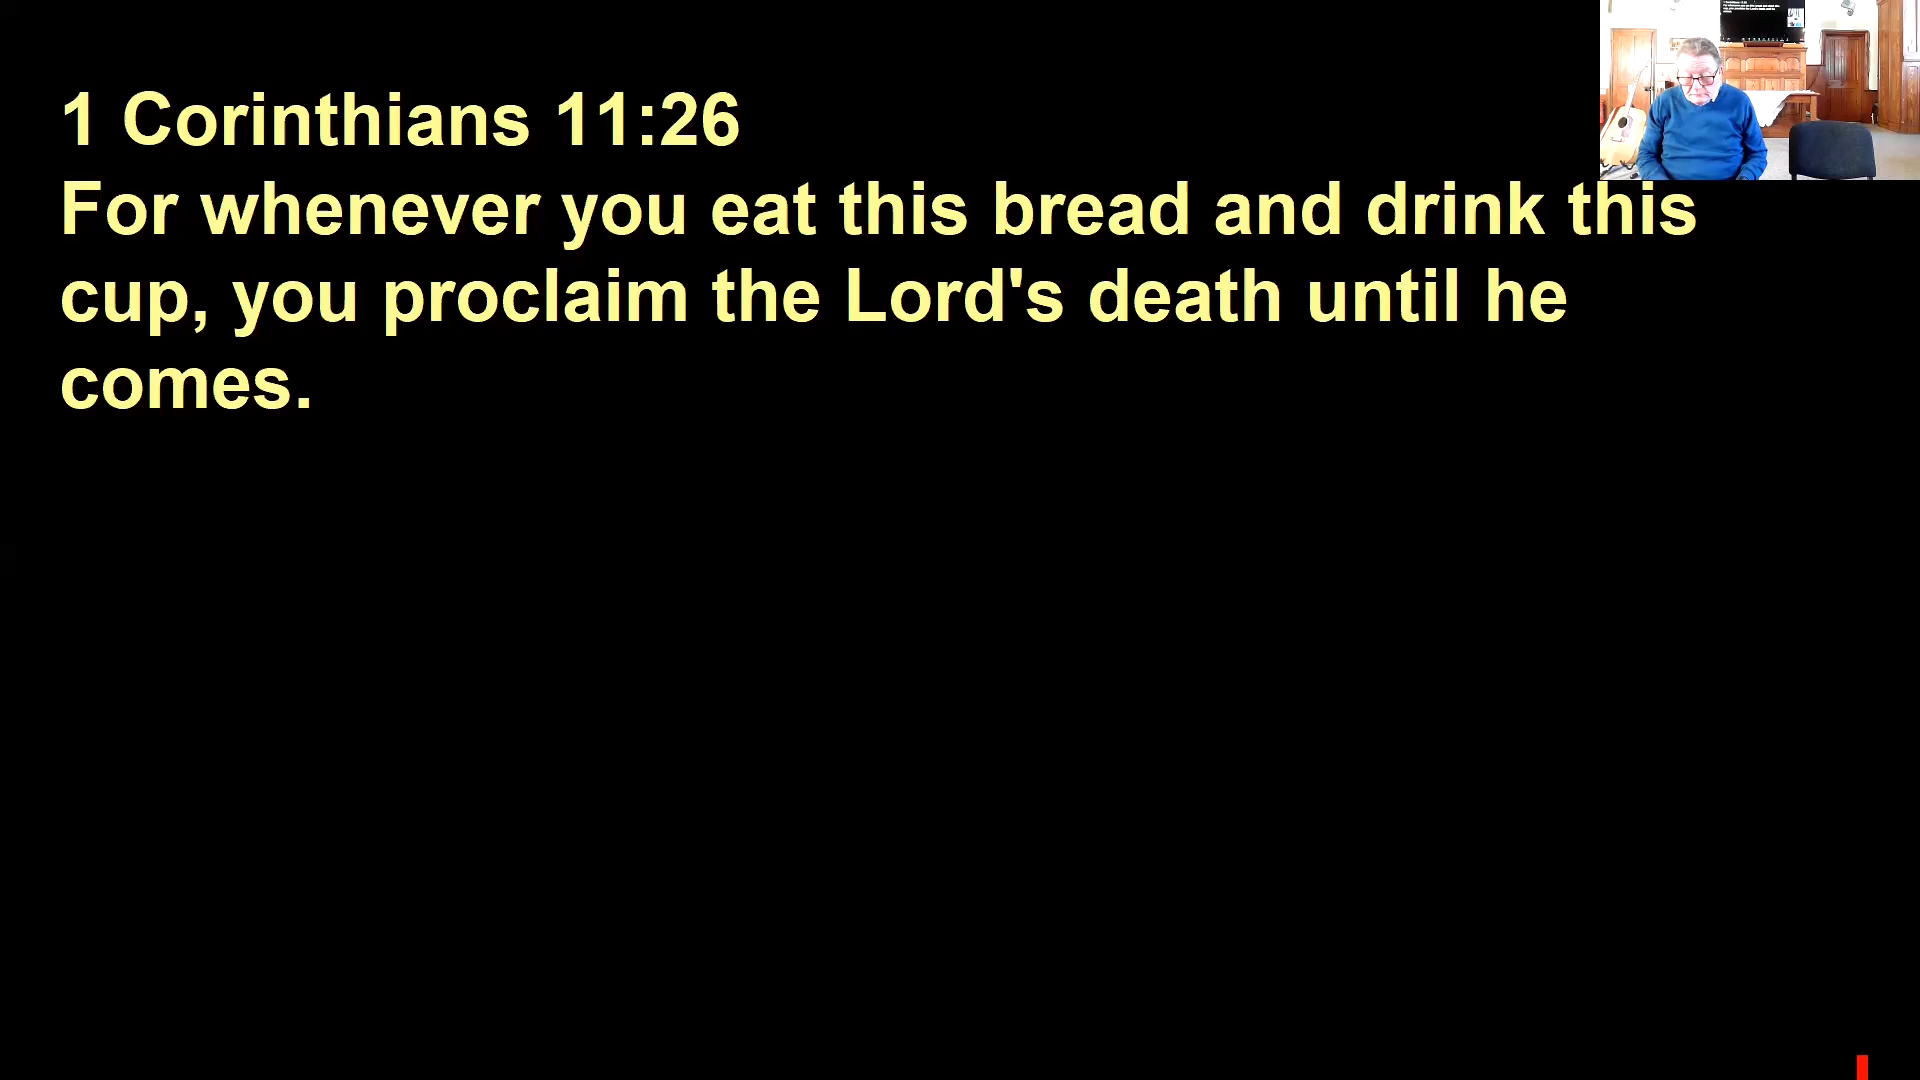 1 Corinthians 11:26
For whenever you eat this bread and drink this
cup, you proclaim the Lord's death until he
comes.